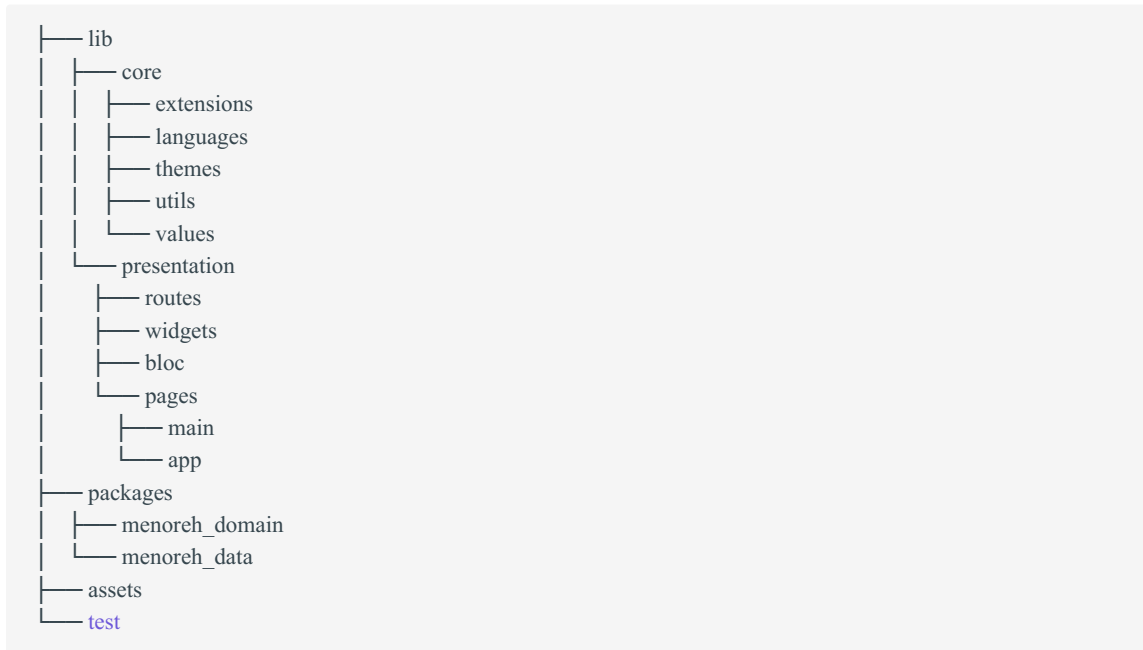 ├── lib
│   ├── core
│   │   ├── extensions
│   │   ├── languages
│   │   ├── themes
│   │   ├── utils
│   │   └── values
│   └── presentation
│       ├── routes
│       ├── widgets
│       ├── bloc
│       └── pages
│           ├── main
│           └── app
├── packages
│   ├── menoreh_domain
│   └── menoreh_data
├── assets
└── test